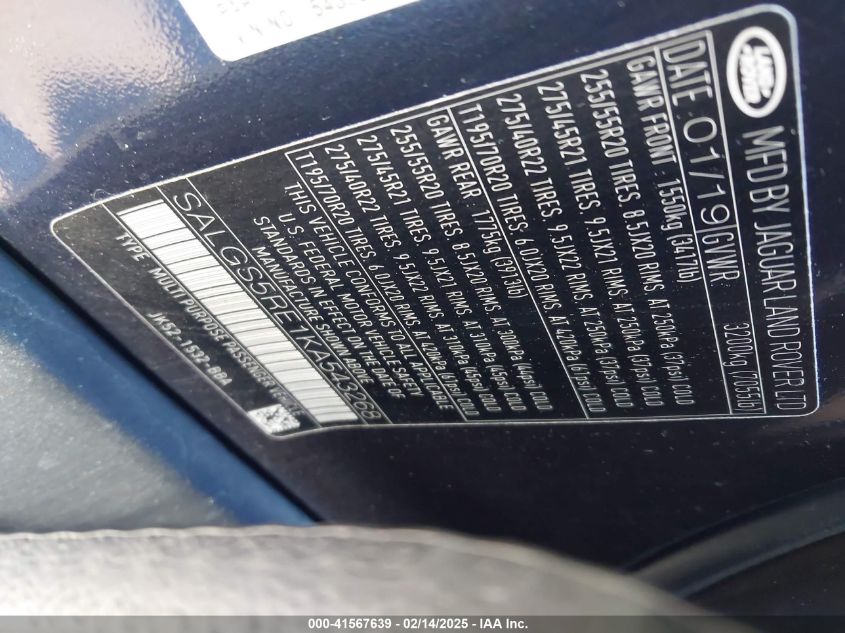 LAND ROVER
MFD BY JAGUAR LAND ROVER LTD
DATE 01/19 GVWR 3,200kg (7055lb)
GAWR FRONT : 1550kg (3417lb)
255/55R20 TIRES. 8.5JX20 RIMS. AT 250kPa (37psi) COLD
275/45R21 TIRES. 9.5JX21 RIMS. AT 250kPa (37psi) COLD
275/40R22 TIRES. 9.5JX22 RIMS. AT 250kPa (37psi) COLD
T195/70R20 TIRES: 6.0JX20 RIMS. AT 420kPa (61psi) COLD
GAWR REAR : 1775kg (3913lb)
255/55R20 TIRES. 8.5JX20 RIMS. AT 300kPa (44psi) COLD
275/45R21 TIRES. 9.5JX21 RIMS. AT 310kPa (45psi) COLD
275/40R22 TIRES. 9.5JX22 RIMS. AT 310kPa (45psi) COLD
T195/70R20 TIRES: 6.0JX20 RIMS. AT 420kPa (61psi) COLD
THIS VEHICLE CONFORMS TO ALL APPLICABLE
U.S. FEDERAL MOTOR VEHICLE SAFETY
STANDARDS IN EFFECT ON THE DATE OF
MANUFACTURE
SALGS5RE1KA543269
TYPE: MULTI PURPOSE PASSENGER VEHICLE
JK52-1532-BBA
000-41567639 - 02/14/2025 - IAA Inc.